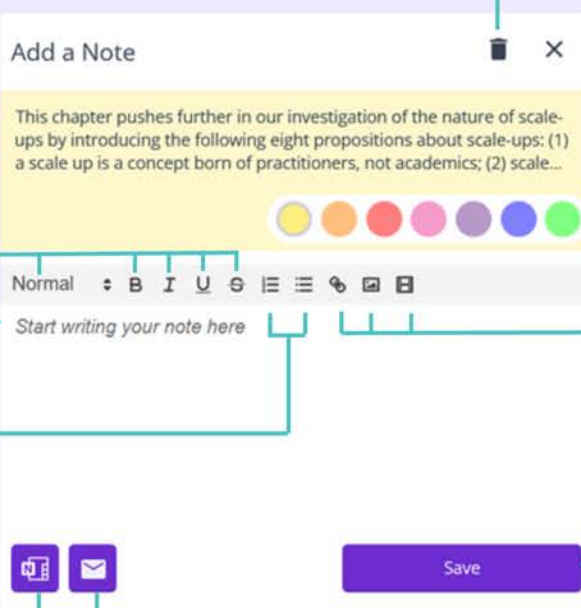 Add a Note
This chapter pushes further in our investigation of the nature of scale-
ups by introducing the following eight propositions about scale-ups: (1)
a scale up is a concept born of practitioners, not academics; (2) scale...
Normal B I U S
Start writing your note here
N Save